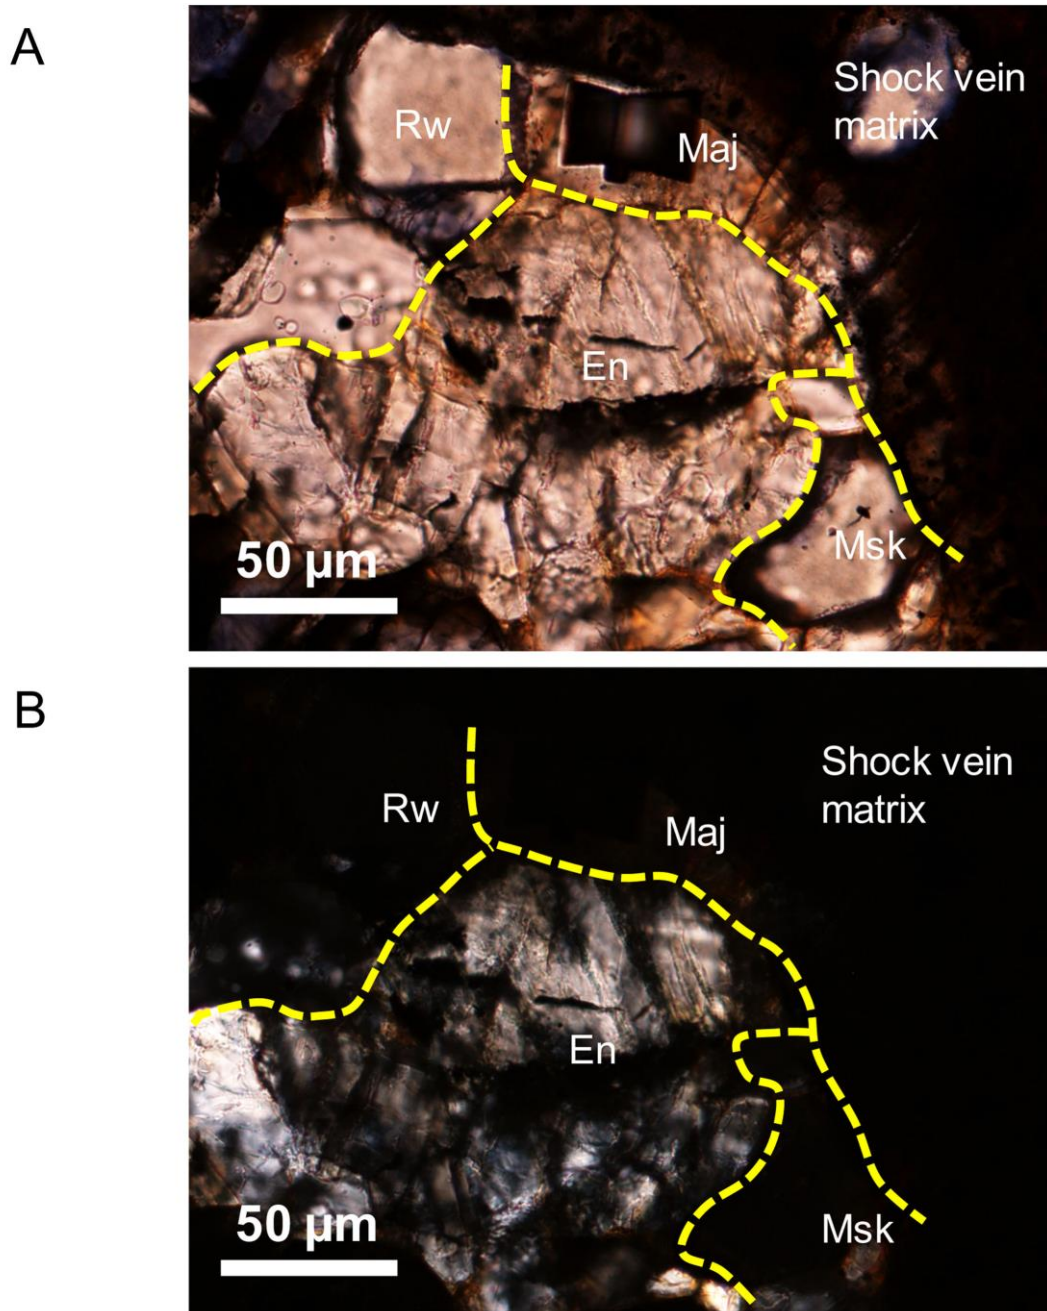 A
Rw
Maj
Shock vein
matrix
En
Msk
50 µm
B
Shock vein
matrix
Rw
Maj
En
Msk
50 µm